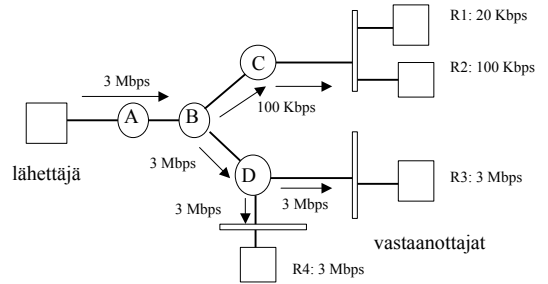 R1: 20 Kbps
C
3 Mbps
R2: 100 Kbps
A
B
100 Kbps
lähettäjä
3 Mbps
D
R3: 3 Mbps
3 Mbps
3 Mbps
vastaanottajat
R4: 3 Mbps